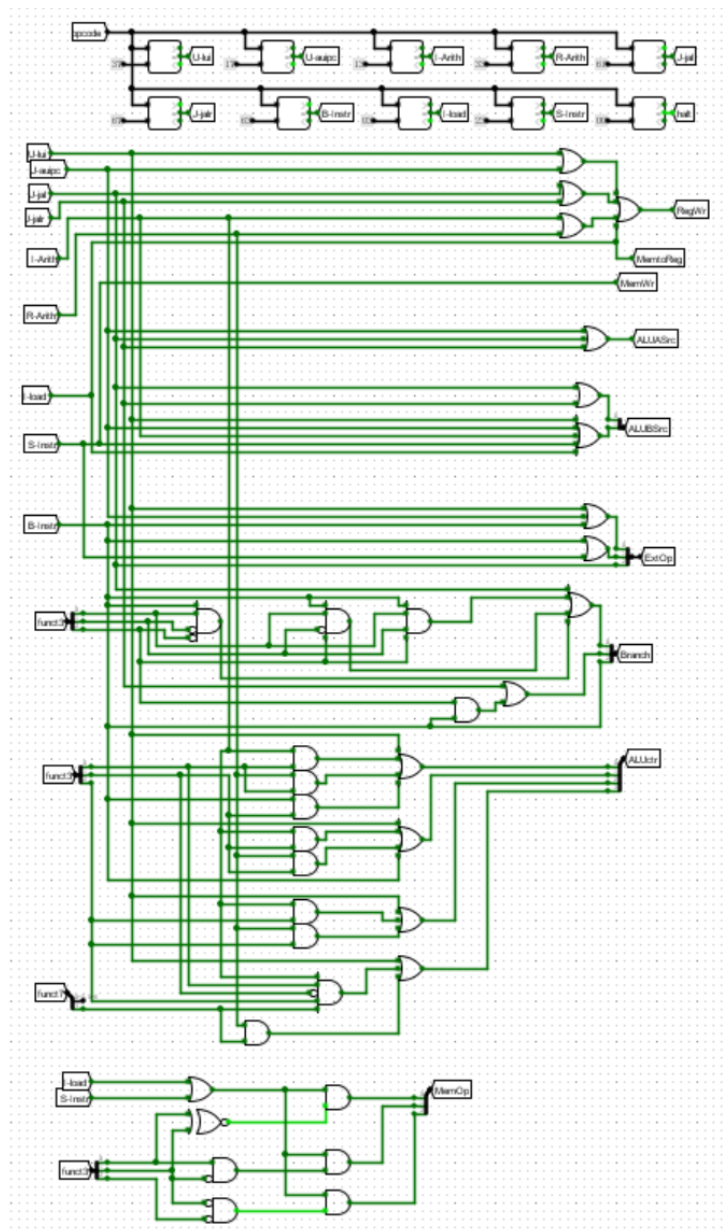 opcode
U-lui
U-auipc
I-Arith
R-Arith
J-jal
J-jalr
B-Instr
I-load
S-Instr
halt
U-lui
U-auipc
J-jal
J-jalr
RegWr
I-Arith
MemtoReg
MemWr
R-Arith
ALUASrc
I-load
ALUBSrc
S-Instr
B-Instr
ExtOp
funct3
Branch
funct3
ALUctr
funct7
I-load
S-Instr
MemOp
funct3